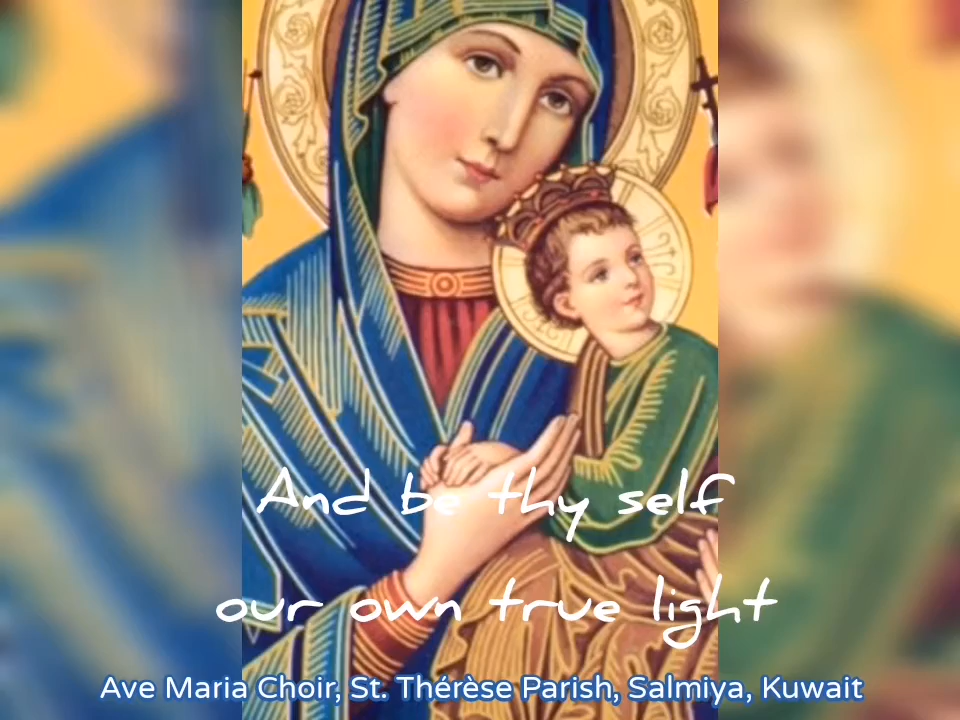 And be thy self
our own true light
Ave Maria Choir, St. Thérèse Parish, Salmiya, Kuwait